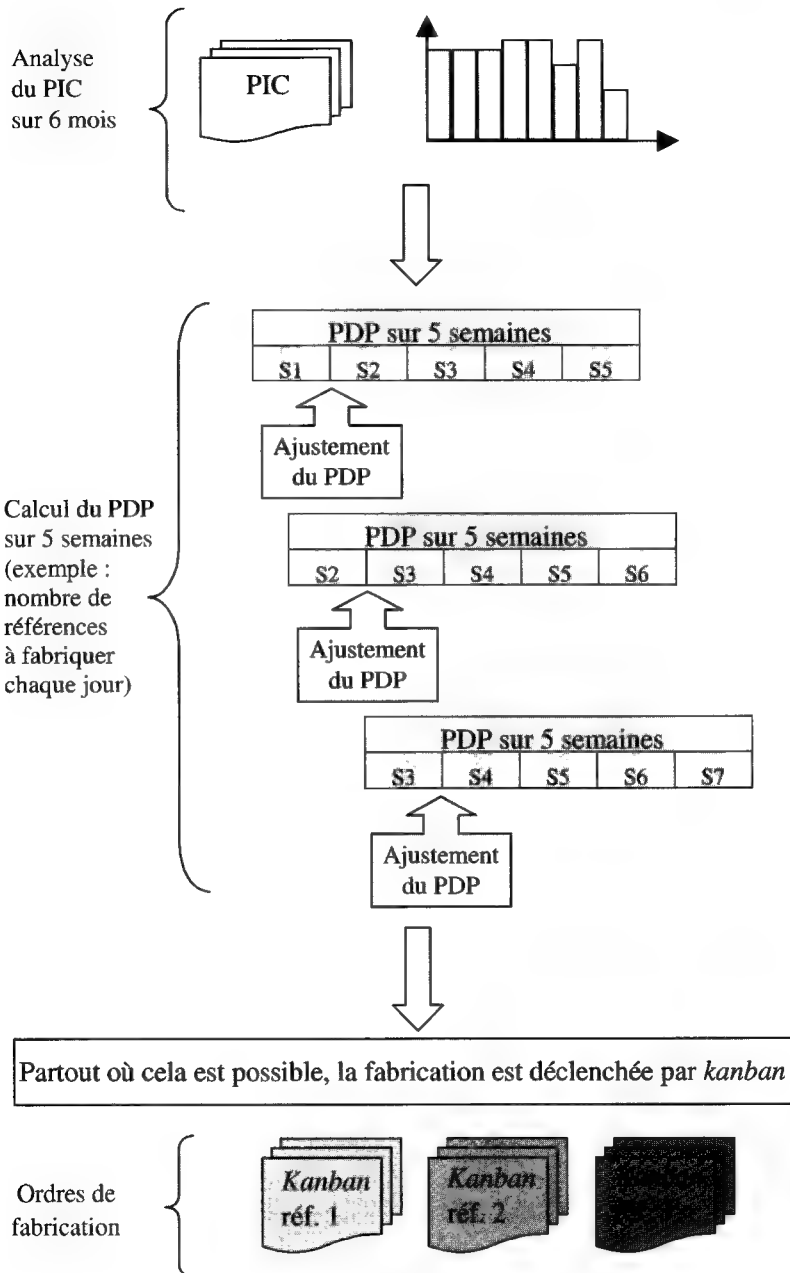 Analyse
du PIC
sur 6 mois
PIC
PDP sur 5 semaines
S1 S2 S3 S4 S5
Ajustement
du PDP
Calcul du PDP
sur 5 semaines
(exemple :
nombre de
références
à fabriquer
chaque jour)
PDP sur 5 semaines
S2 S3 S4 S5 S6
Ajustement
du PDP
PDP sur 5 semaines
S3 S4 S5 S6 S7
Ajustement
du PDP
Partout où cela est possible, la fabrication est déclenchée par kanban
Ordres de
fabrication
Kanban
réf. 1
Kanban
réf. 2